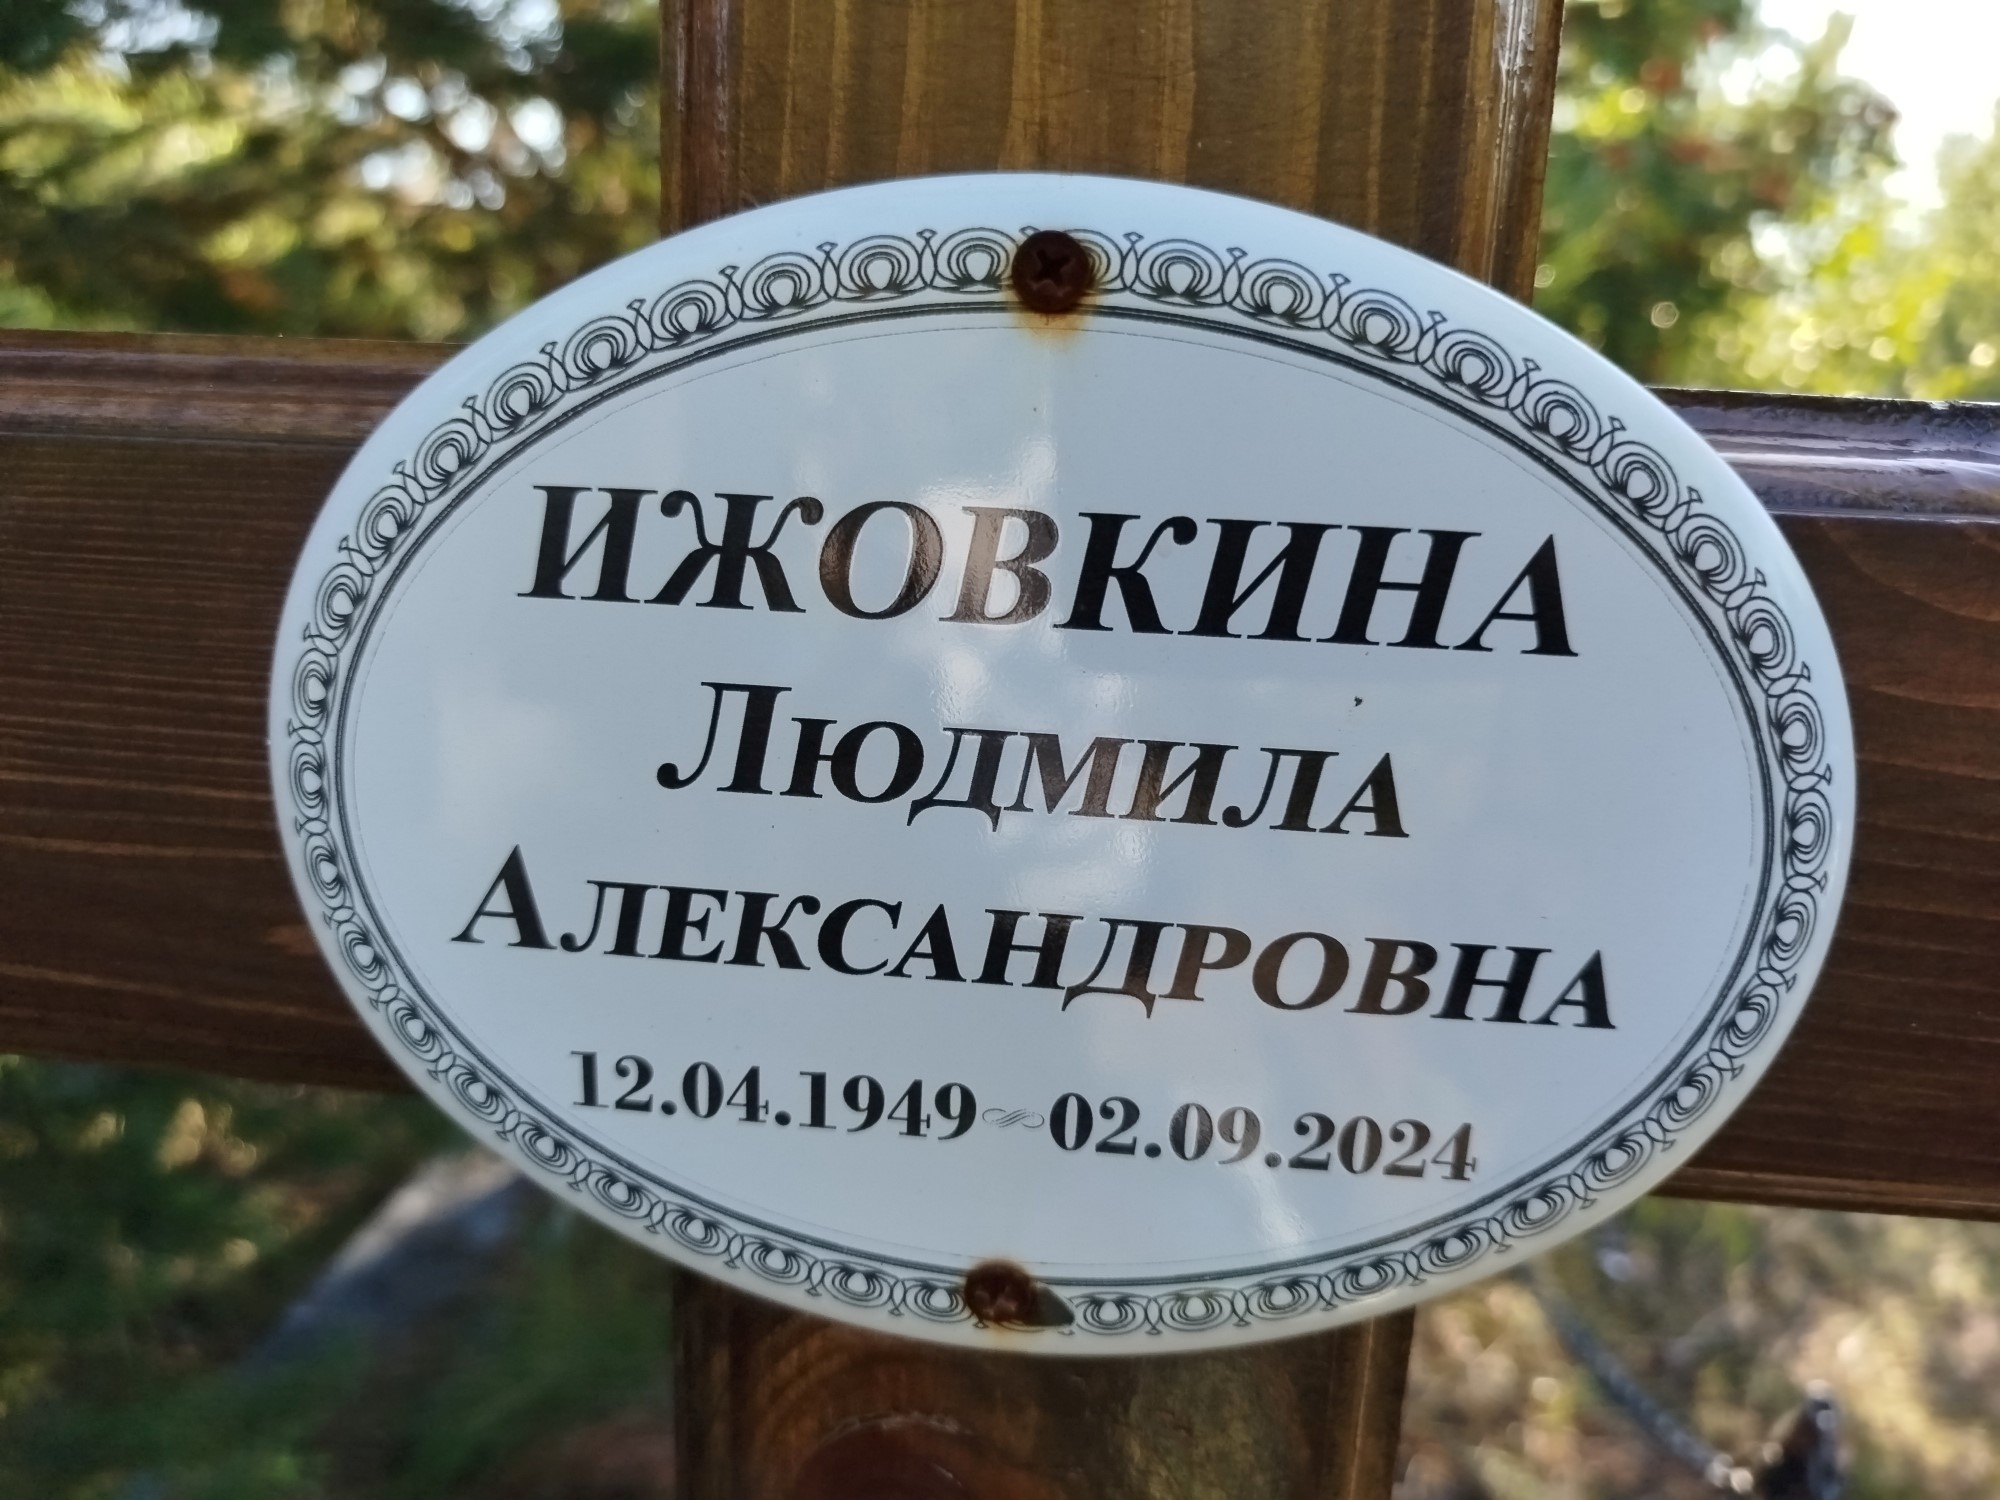 ИЖОВКИНА
ЛЮДМИЛА
АЛЕКСАНДРОВНА
12.04.1949 ~ 02.09.2024